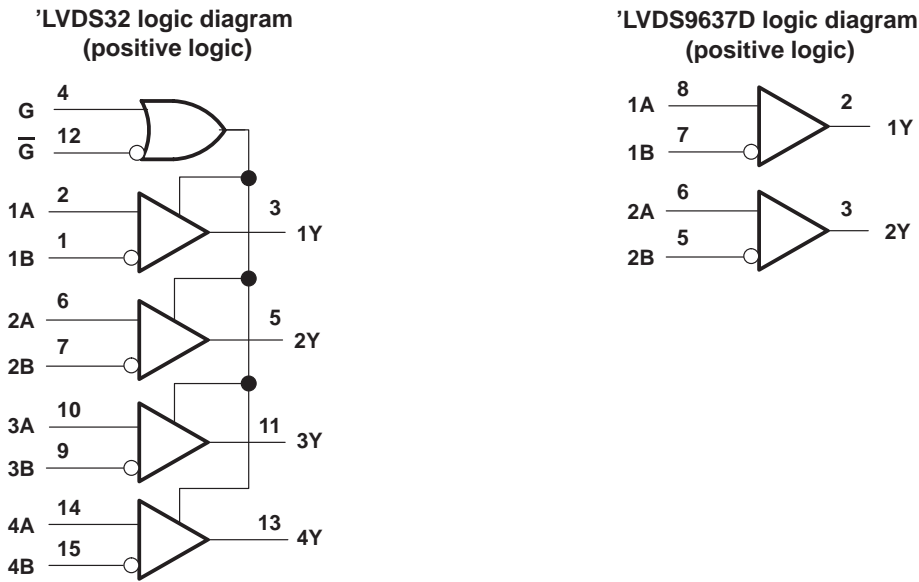 'LVDS32 logic diagram
(positive logic)
G 4
G̅ 12
1A 2
1B 1
3 1Y
2A 6
2B 7
5 2Y
3A 10
3B 9
11 3Y
4A 14
4B 15
13 4Y
'LVDS9637D logic diagram
(positive logic)
1A 8
1B 7
2 1Y
2A 6
2B 5
3 2Y